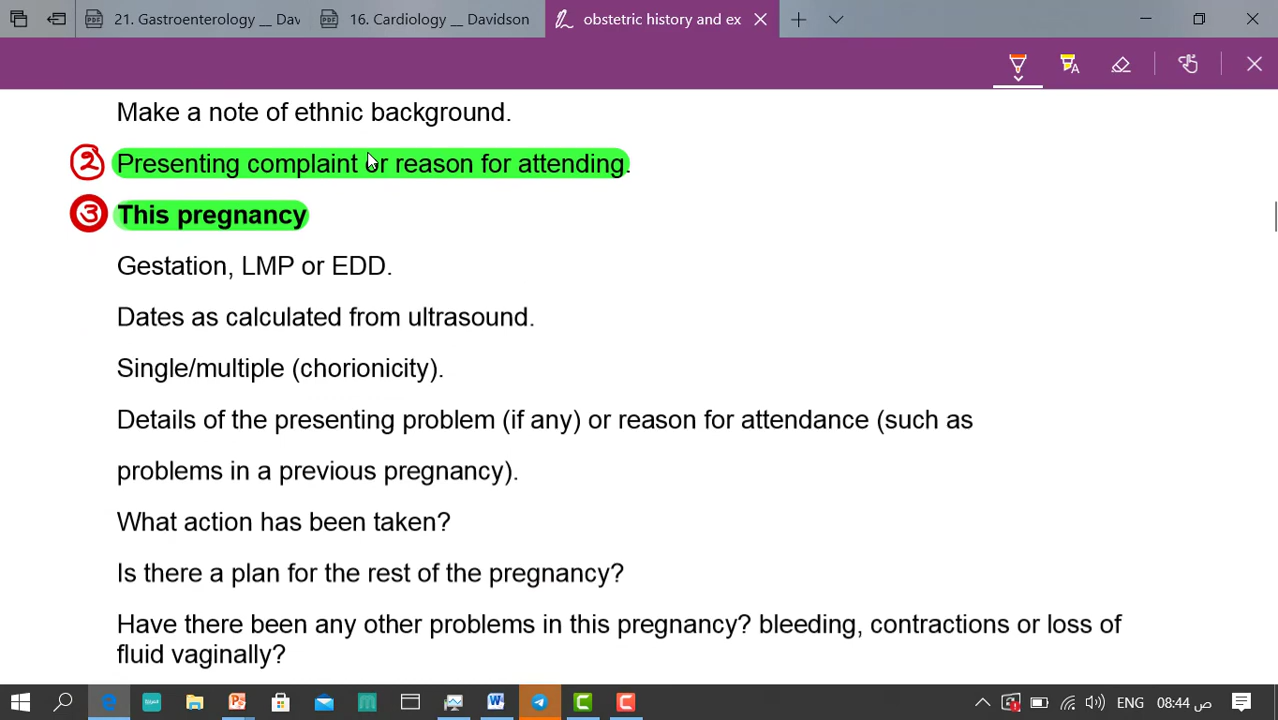 21. Gastroenterology __ Dav
16. Cardiology __ Davidson
obstetric history and ex
Make a note of ethnic background.
2 Presenting complaint or reason for attending.
3 This pregnancy
Gestation, LMP or EDD.
Dates as calculated from ultrasound.
Single/multiple (chorionicity).
Details of the presenting problem (if any) or reason for attendance (such as
problems in a previous pregnancy).
What action has been taken?
Is there a plan for the rest of the pregnancy?
Have there been any other problems in this pregnancy? bleeding, contractions or loss of
fluid vaginally?
ENG 08:44 ص